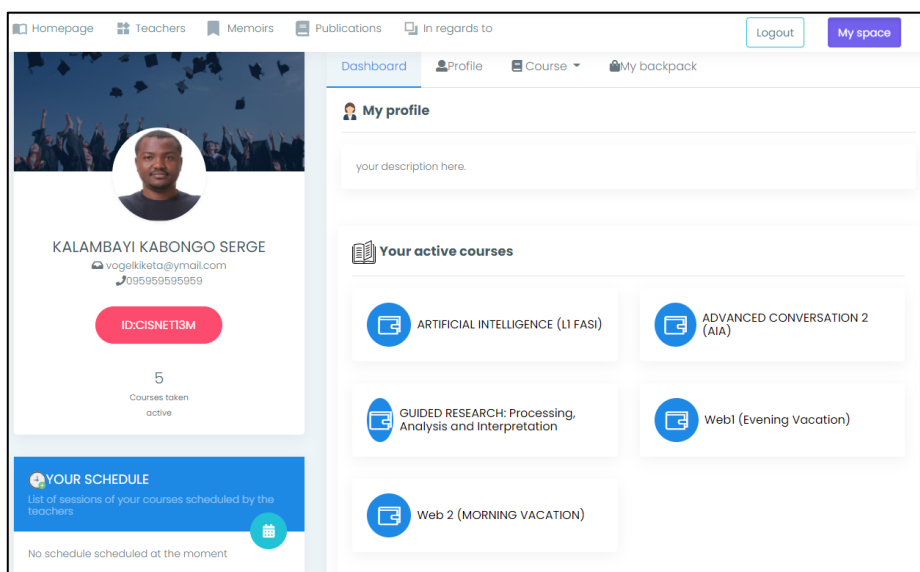 Homepage
Teachers
Memoirs
Publications
In regards to
Logout
My space
KALAMBAYI KABONGO SERGE
vogelkiketa@ymail.com
095959595959
ID:CISNET13M
5
Courses taken
active
YOUR SCHEDULE
List of sessions of your courses scheduled by the
teachers
No schedule scheduled at the moment
Dashboard
Profile
Course
My backpack
My profile
your description here.
Your active courses
ARTIFICIAL INTELLIGENCE (L1 FASI)
ADVANCED CONVERSATION 2
(AIA)
GUIDED RESEARCH: Processing,
Analysis and Interpretation
Web1 (Evening Vacation)
Web 2 (MORNING VACATION)